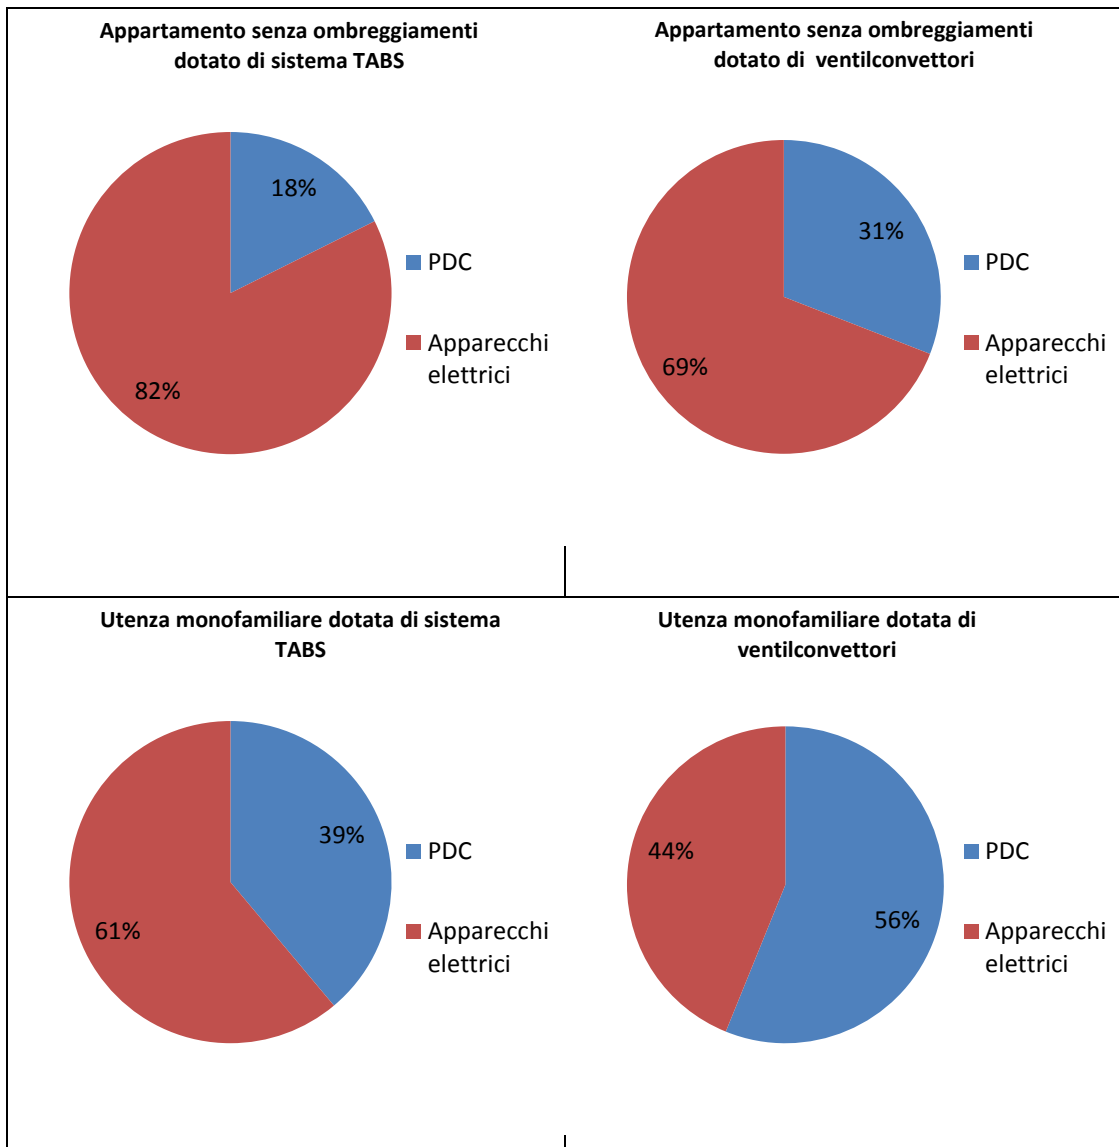 Appartamento senza ombreggiamenti
dotato di sistema TABS
18%
82%
PDC
Apparecchi
elettrici
Appartamento senza ombreggiamenti
dotato di  ventilconvettori
31%
69%
PDC
Apparecchi
elettrici
Utenza monofamiliare dotata di sistema
TABS
39%
61%
PDC
Apparecchi
elettrici
Utenza monofamiliare dotata di
ventilconvettori
44%
56%
PDC
Apparecchi
elettrici